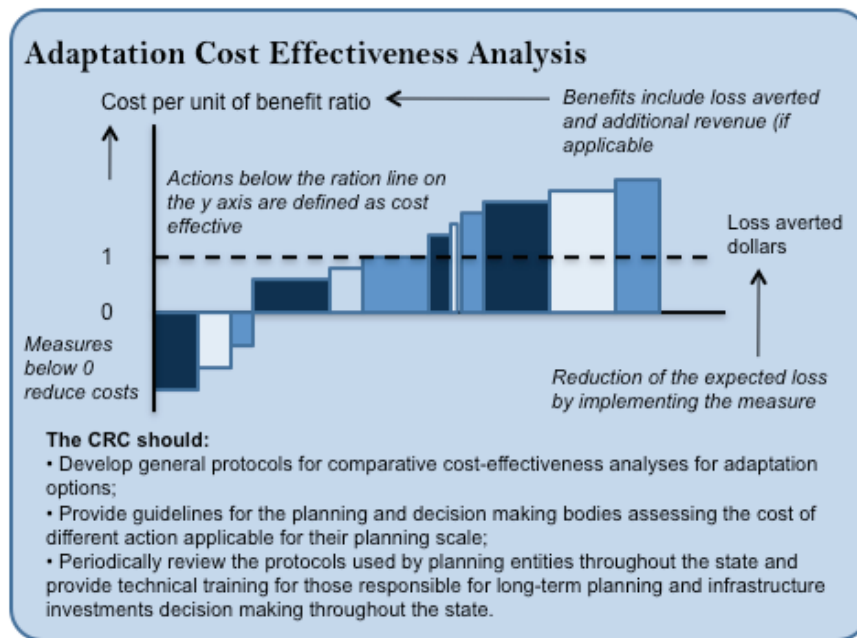 Adaptation Cost Effectiveness Analysis
Cost per unit of benefit ratio
Benefits include loss averted
and additional revenue (if
applicable
Actions below the ration line on
the y axis are defined as cost
effective
Loss averted
dollars
1
0
Measures
below 0
reduce costs
Reduction of the expected loss
by implementing the measure
The CRC should:
• Develop general protocols for comparative cost-effectiveness analyses for adaptation
options;
• Provide guidelines for the planning and decision making bodies assessing the cost of
different action applicable for their planning scale;
• Periodically review the protocols used by planning entities throughout the state and
provide technical training for those responsible for long-term planning and infrastructure
investments decision making throughout the state.